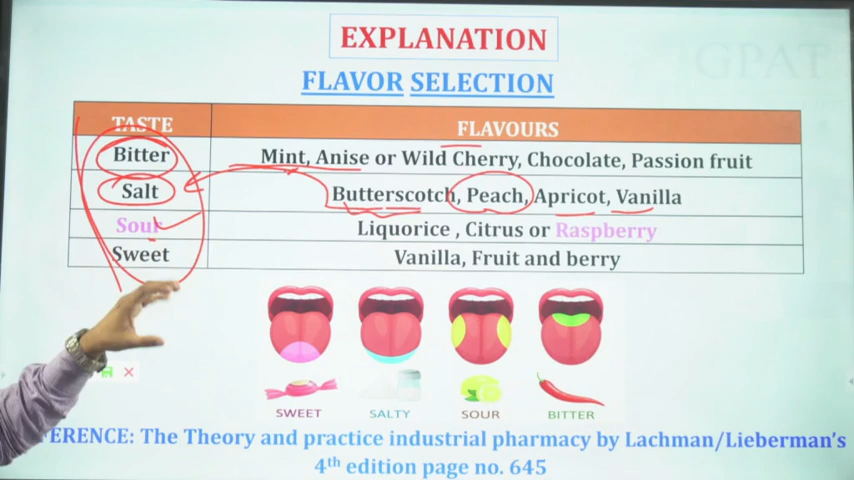 GPAT
EXPLANATION
FLAVOR SELECTION
TASTE FLAVOURS
Bitter Mint, Anise or Wild Cherry, Chocolate, Passion fruit
Salt Butterscotch, Peach, Apricot, Vanilla
Sour Liquorice , Citrus or Raspberry
Sweet Vanilla, Fruit and berry
SWEET SALTY SOUR BITTER
FERENCE: The Theory and practice industrial pharmacy by Lachman/Lieberman's
4th edition page no. 645